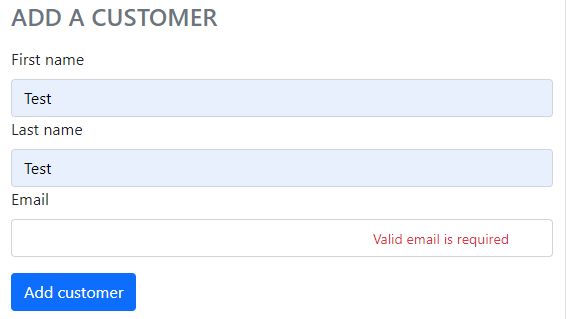 ADD A CUSTOMER
First name
Test
Last name
Test
Email
Valid email is required
Add customer